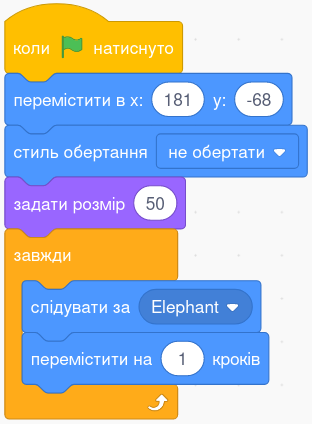 коли натиснуто
перемістити в x: 181 y: -68
стиль обертання не обертати
задати розмір 50
завжди
слідувати за Elephant
перемістити на 1 кроків